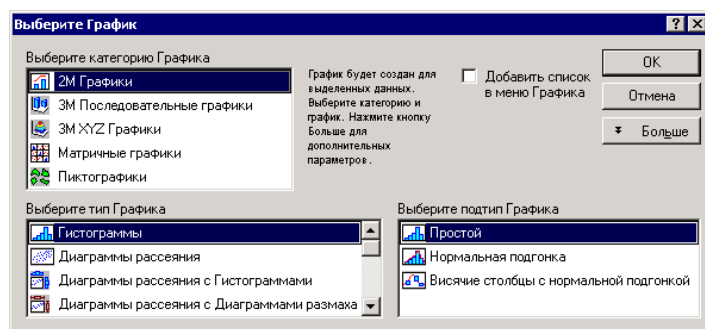 Выберите График
Выберите категорию Графика
2М Графики
3М Последовательные графики
3М XYZ Графики
Матричные графики
Пиктографики
График будет создан для
выделенных данных.
Выберите категорию и
график. Нажмите кнопку
Больше для
дополнительных
параметров.
Добавить список
в меню Графика
OK
Отмена
Больше
Выберите тип Графика
Гистограммы
Диаграммы рассеяния
Диаграммы рассеяния с Гистограммами
Диаграммы рассеяния с Диаграммами размаха
Выберите подтип Графика
Простой
Нормальная подгонка
Висячие столбцы с нормальной подгонкой